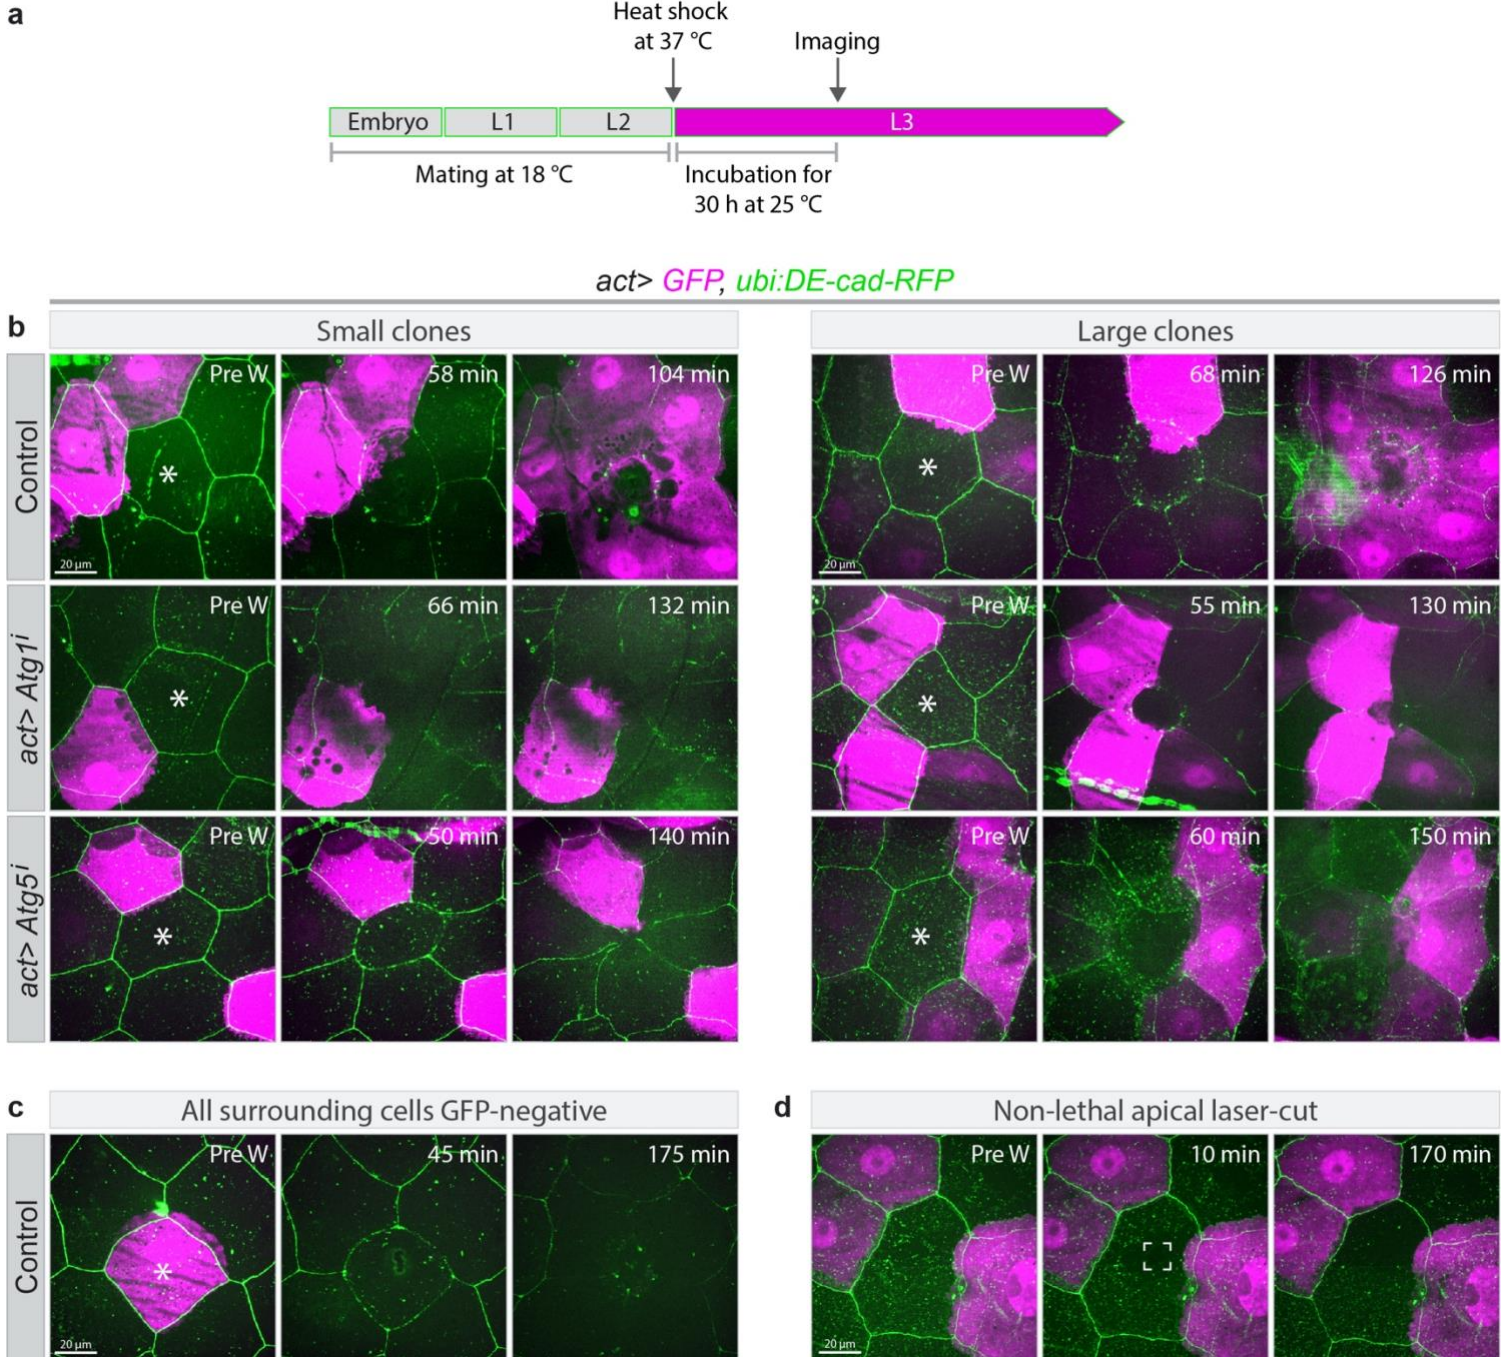 a
Heat shock
at 37 °C
Imaging
Embryo L1 L2 L3
Mating at 18 °C
Incubation for
30 h at 25 °C
act> GFP, ubi:DE-cad-RFP
b
Small clones
Large clones
Control
Pre W 58 min 104 min
20 µm
Pre W 68 min 126 min
20 µm
act> Atg1i
Pre W 66 min 132 min
Pre W 55 min 130 min
act> Atg5i
Pre W 50 min 140 min
Pre W 60 min 150 min
c
All surrounding cells GFP-negative
Control
Pre W 45 min 175 min
20 µm
d
Non-lethal apical laser-cut
Pre W 10 min 170 min
20 µm